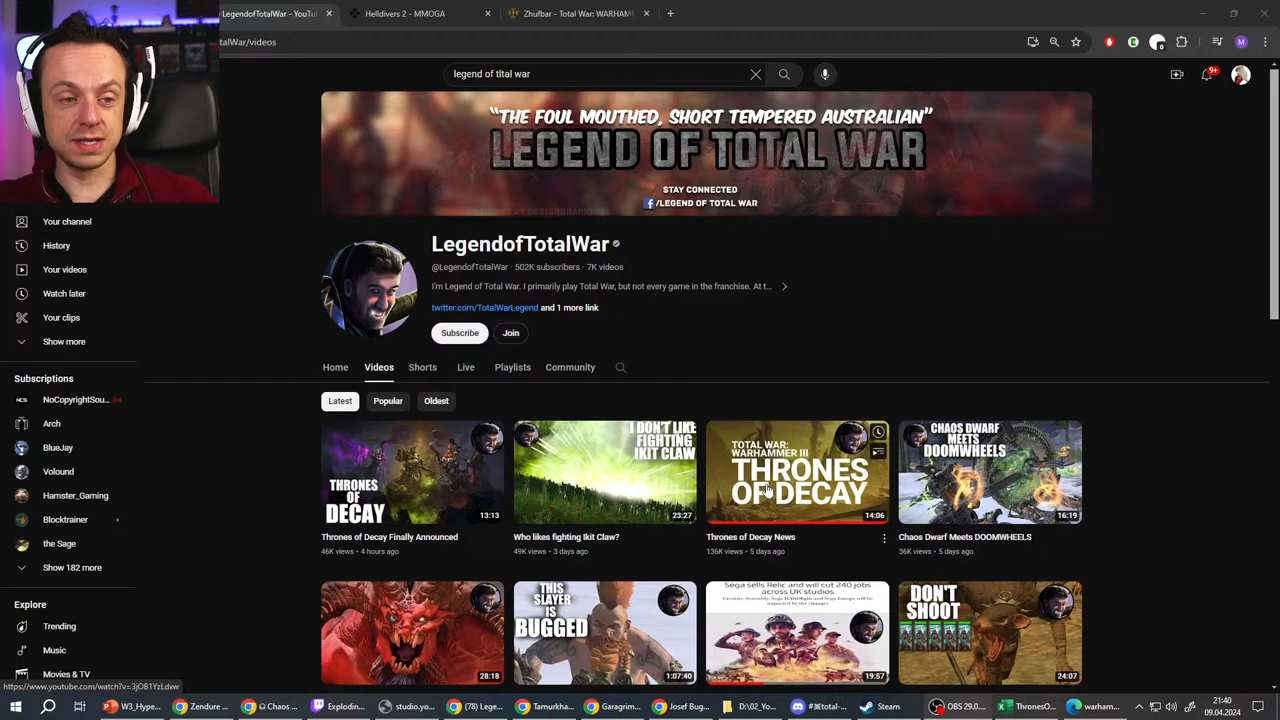 LegendofTotalWar - YouTu
Helldivers 2 - MMOGA
Zhufbar - Total War: WARHAM
talWar/videos
legend of t0tal war
9+
M
0
"THE FOUL MOUTHED, SHORT TEMPERED AUSTRALIAN"
LEGEND OF TOTAL WAR
STAY CONNECTED
/LEGEND OF TOTAL WAR
Your channel
History
Your videos
Watch later
Your clips
Show more
LegendofTotalWar
@LegendofTotalWar · 502K subscribers · 7K videos
I'm Legend of Total War. I primarily play Total War, but not every game in the franchise. At t...
twitter.com/TotalWarLegend and 1 more link
Subscribe
Join
Home
Videos
Shorts
Live
Playlists
Community
Subscriptions
NoCopyrightSou...
Arch
BlueJay
Volound
Hamster_Gaming
Blocktrainer
the Sage
Show 182 more
Latest
Popular
Oldest
THRONES
OF
DECAY
13:13
I DON'T LIKE
FIGHTING
IKIT CLAW
23:27
TOTAL WAR:
WARHAMMER III
THRONES
OF DECAY
14:06
CHAOS DWARF
MEETS
DOOMWHEELS
16:19
Thrones of Decay Finally Announced
46K views · 4 hours ago
Who likes fighting Ikit Claw?
49K views · 3 days ago
Thrones of Decay News
136K views · 5 days ago
Chaos Dwarf Meets DOOMWHEELS
36K views · 5 days ago
Explore
Trending
Music
Movies & TV
28:18
THIS
SLAYER
IS
BUGGED
1:07:40
Sega sells Relic and will cut 240 jobs
across UK studios
19:57
DON'T
SHOOT
24:07
https://www.youtube.com/watch?v=3jOB1YzLdxw
W3_Hype...
Zendure ...
Ω Chaos ...
Explodin...
studio.yo...
(78) Lege...
Tamurkha...
Garagrim...
Josef Bug...
D:\02_Yo...
Steam
OBS 29.0...
ThronesO...
warham...
21:40
09.04.2024